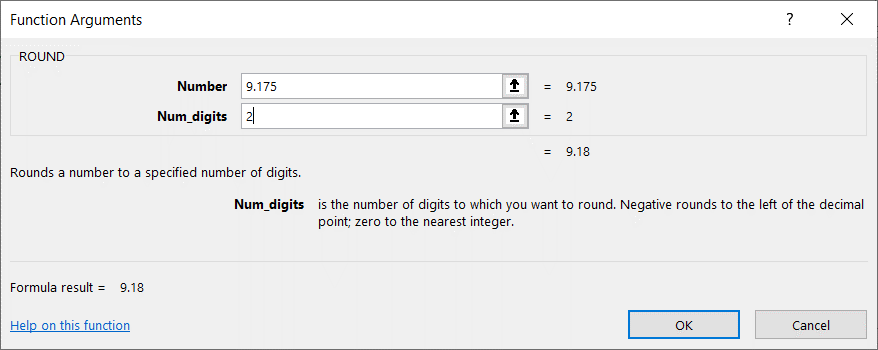 Function Arguments ?
ROUND
Number 9.175 = 9.175
Num_digits 2 = 2
= 9.18
Rounds a number to a specified number of digits.
Num_digits is the number of digits to which you want to round. Negative rounds to the left of the decimal
point; zero to the nearest integer.
Formula result = 9.18
Help on this function OK Cancel